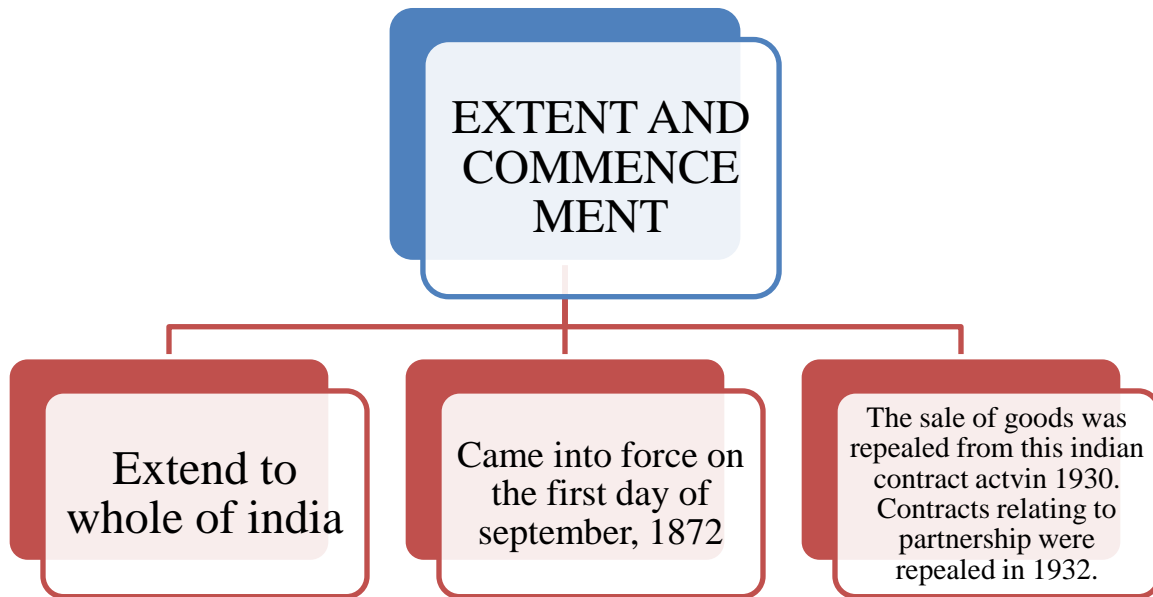 EXTENT AND
COMMENCE
MENT
Extend to
whole of india
Came into force on
the first day of
september, 1872
The sale of goods was
repealed from this indian
contract actvin 1930.
Contracts relating to
partnership were
repealed in 1932.